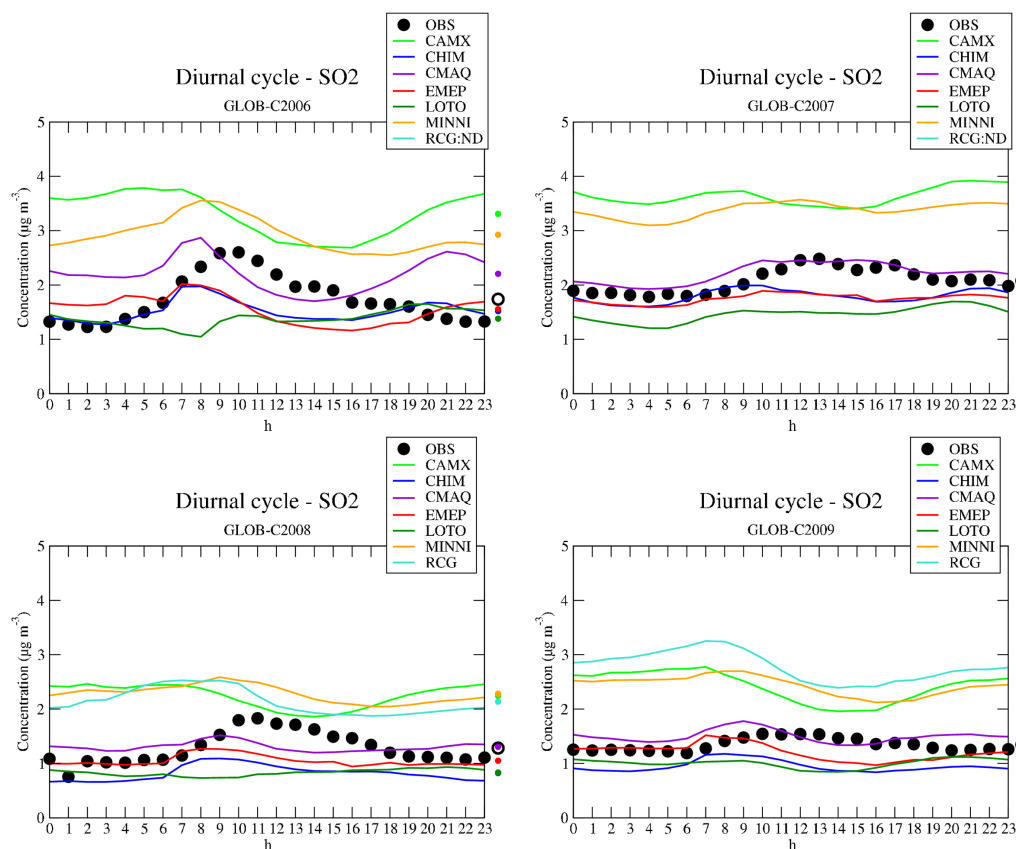 OBS
CAMX
CHIM
CMAQ
EMEP
LOTO
MINNI
RCG:ND
Diurnal cycle - SO2
GLOB-C2006
Concentration (µg m-3)
5
4
3
2
1
0
0 1 2 3 4 5 6 7 8 9 10 11 12 13 14 15 16 17 18 19 20 21 22 23
h
OBS
CAMX
CHIM
CMAQ
EMEP
LOTO
MINNI
RCG:ND
Diurnal cycle - SO2
GLOB-C2007
Concentration (µg m-3)
5
4
3
2
1
0
0 1 2 3 4 5 6 7 8 9 10 11 12 13 14 15 16 17 18 19 20 21 22 23
h
OBS
CAMX
CHIM
CMAQ
EMEP
LOTO
MINNI
RCG
Diurnal cycle - SO2
GLOB-C2008
Concentration (µg m-3)
5
4
3
2
1
0
0 1 2 3 4 5 6 7 8 9 10 11 12 13 14 15 16 17 18 19 20 21 22 23
h
OBS
CAMX
CHIM
CMAQ
EMEP
LOTO
MINNI
RCG
Diurnal cycle - SO2
GLOB-C2009
Concentration (µg m-3)
5
4
3
2
1
0
0 1 2 3 4 5 6 7 8 9 10 11 12 13 14 15 16 17 18 19 20 21 22 23
h